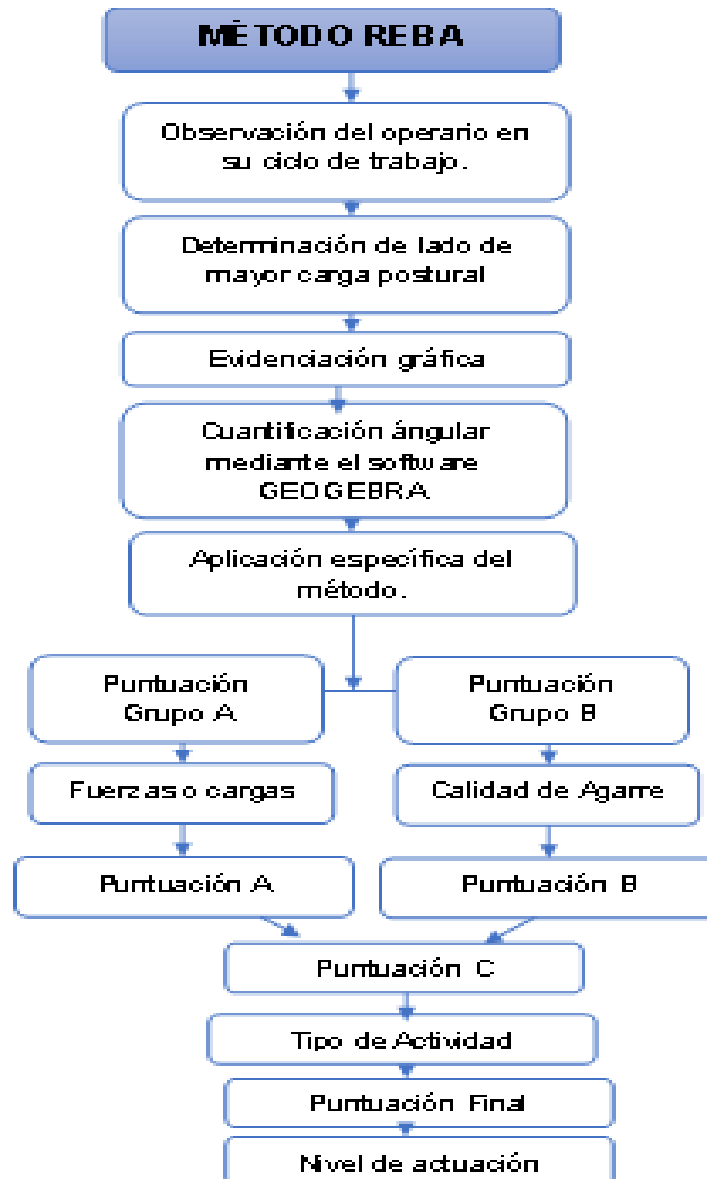 MÉTODO REBA
Observación del operario en
su ciclo de trabajo.
Determinación de lado de
mayor carga postural
Evidenciación gráfica
Cuantificación ángular
mediante el software
GEOGEBRA
Aplicación específica del
método.
Puntuación
Grupo A
Puntuación
Grupo B
Fuerzas o cargas
Calidad de Agarre
Puntuación A
Puntuación B
Puntuación C
Tipo de Actividad
Puntuación Final
Nivel de actuación